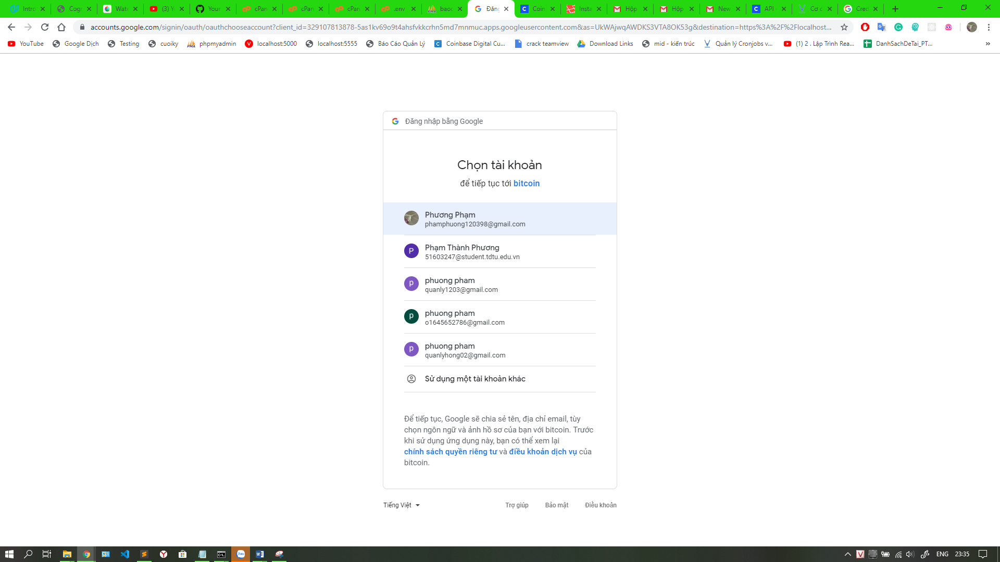 Intro
Cogn
Wate
(3) Yo
Your
cPan
cPan
cPan
.env
baoc
Đăng
Coin
Insta
Hộp
Hộp
New
API
Cơ c
Cred
accounts.google.com/signin/oauth/oauthchooseaccount?client_id=329107813878-5as1kv69o9t4ahsfvkkcrhn5md7mnmuc.apps.googleusercontent.com&as=UkWAjwqAWDKS3VTA8OK53g&destination=https%3A%2F%2Flocalhost...
YouTube
Google Dịch
Testing
cuoiky
phpmyadmin
localhost:5000
localhost:5555
Báo Cáo Quản Lý
Coinbase Digital Cu...
crack teamview
Download Links
mid - kiến trúc
Quản lý Cronjobs v...
(1) 2 . Lập Trình Rea...
DanhSachDeTai_PT...
Đăng nhập bằng Google
Chọn tài khoản
để tiếp tục tới bitcoin
Phương Phạm
phamphuong120398@gmail.com
P
Phạm Thành Phương
51603247@student.tdtu.edu.vn
p
phuong pham
quanly1203@gmail.com
p
phuong pham
o1645652786@gmail.com
p
phuong pham
quanlyhong02@gmail.com
Sử dụng một tài khoản khác
Để tiếp tục, Google sẽ chia sẻ tên, địa chỉ email, tùy
chọn ngôn ngữ và ảnh hồ sơ của bạn với bitcoin. Trước
khi sử dụng ứng dụng này, bạn có thể xem lại
chính sách quyền riêng tư và điều khoản dịch vụ của
bitcoin.
Tiếng Việt
Trợ giúp
Bảo mật
Điều khoản
ENG
23:35